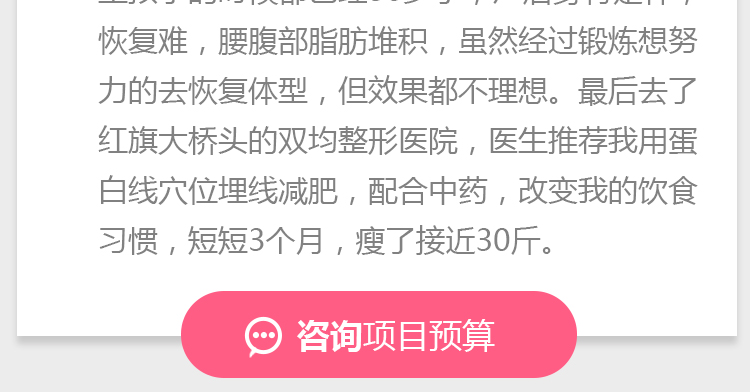 恢复难，腰腹部脂肪堆积，虽然经过锻炼想努
力的去恢复体型，但效果都不理想。最后去了
红旗大桥头的双均整形医院，医生推荐我用蛋
白线穴位埋线减肥，配合中药，改变我的饮食
习惯，短短3个月，瘦了接近30斤。
咨询项目预算